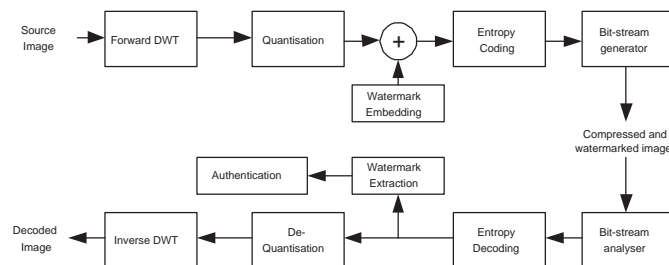 Source
Image
Forward DWT
Quantisation
+
Entropy
Coding
Bit-stream
generator
Watermark
Embedding
Compressed and
watermarked image
Authentication
Watermark
Extraction
Decoded
Image
Inverse DWT
De-
Quantisation
Entropy
Decoding
Bit-stream
analyser